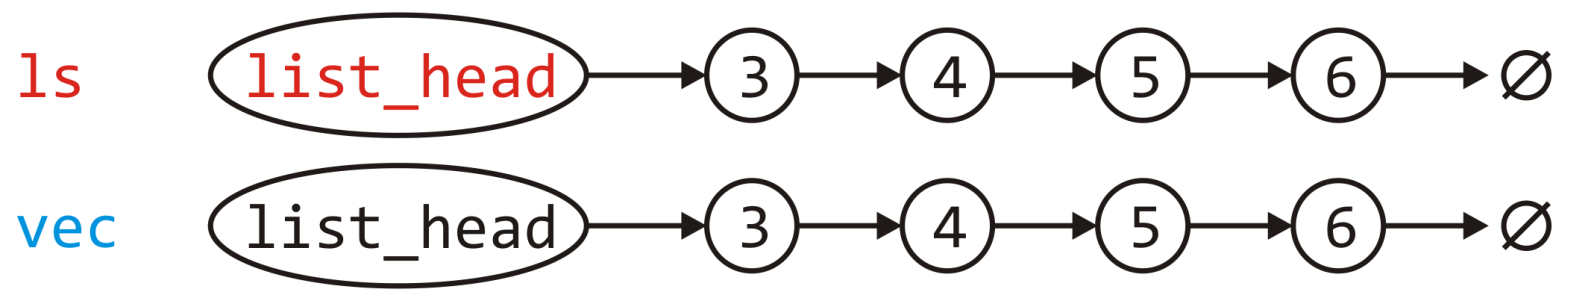 ls list_head 3 4 5 6 ∅
vec list_head 3 4 5 6 ∅